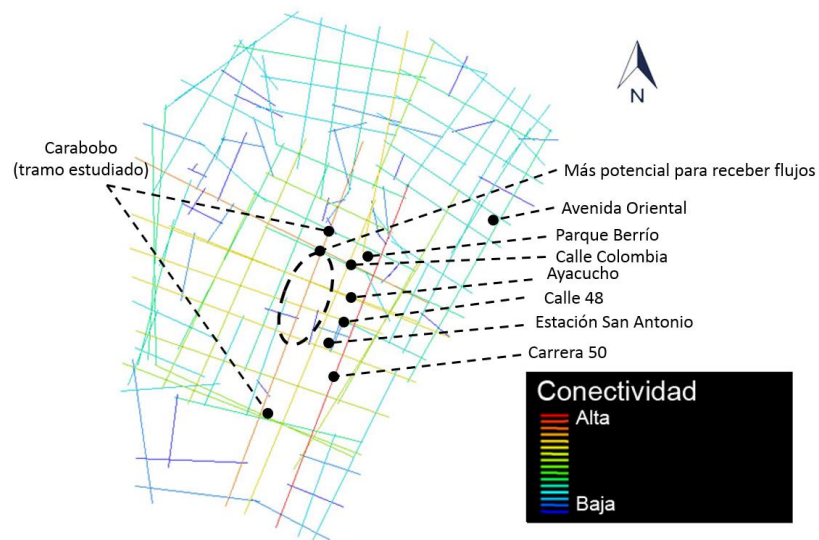 N
Carabobo
(tramo estudiado)
Más potencial para receber flujos
Avenida Oriental
Parque Berrío
Calle Colombia
Ayacucho
Calle 48
Estación San Antonio
Carrera 50
Conectividad
Alta
Baja